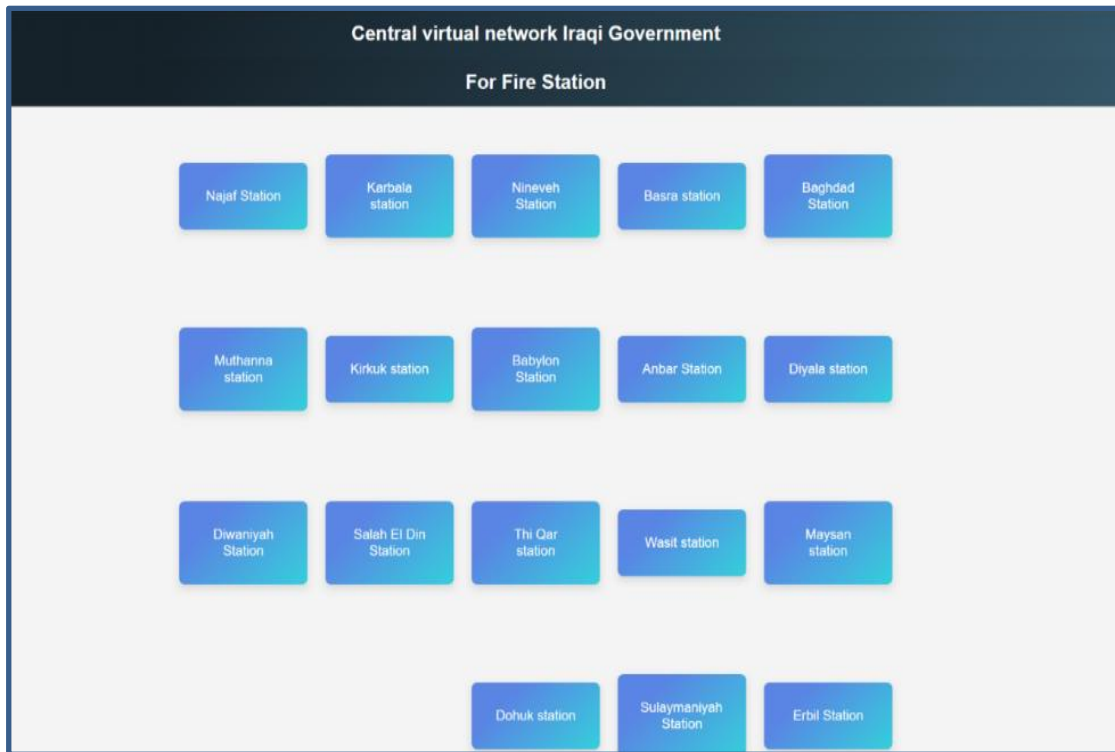 Central virtual network Iraqi Government
For Fire Station
Najaf Station
Karbala
station
Nineveh
Station
Basra station
Baghdad
Station
Muthanna
station
Kirkuk station
Babylon
Station
Anbar Station
Diyala station
Diwaniyah
Station
Salah El Din
Station
Thi Qar
station
Wasit station
Maysan
station
Dohuk station
Sulaymaniyah
Station
Erbil Station